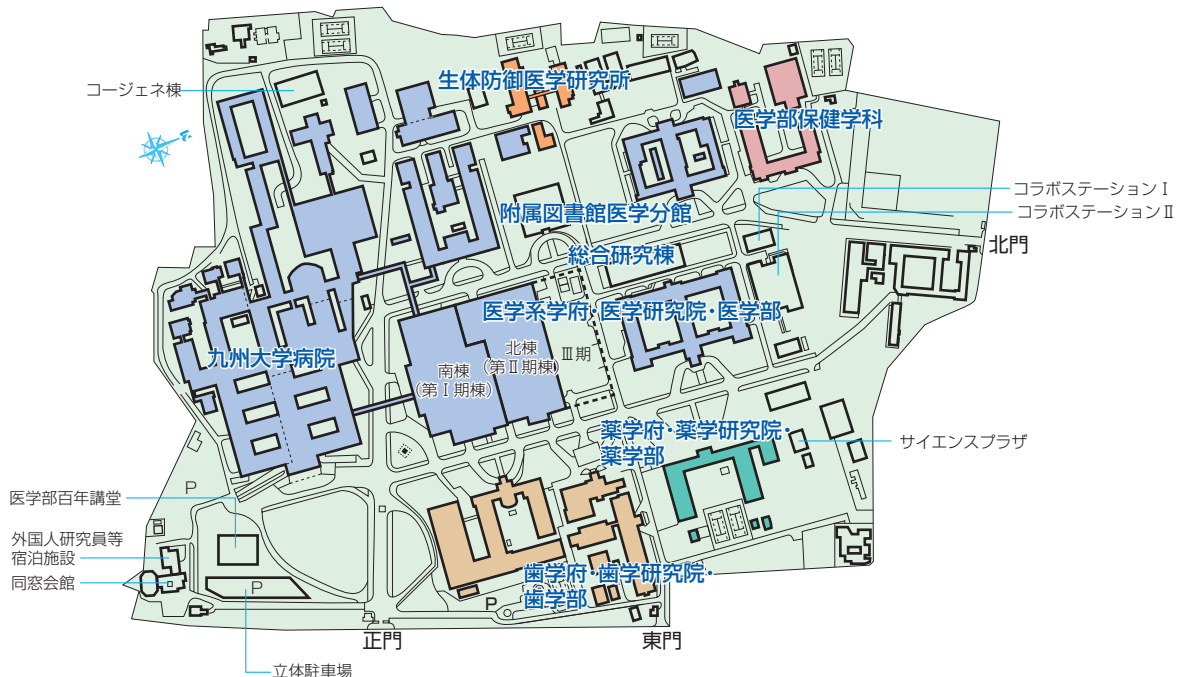 生体防御医学研究所
コージェネ棟
医学部保健学科
コラボステーションⅠ
附属図書館医学分館
コラボステーションⅡ
北門
総合研究棟
医学系学府・医学研究院・医学部
九州大学病院
北棟
(第Ⅱ期棟)
Ⅲ期
南棟
(第Ⅰ期棟)
薬学府・薬学研究院・
薬学部
サイエンスプラザ
P
医学部百年講堂
外国人研究員等
宿泊施設
同窓会館
P
歯学府・歯学研究院・
歯学部
P
正門
東門
立体駐車場